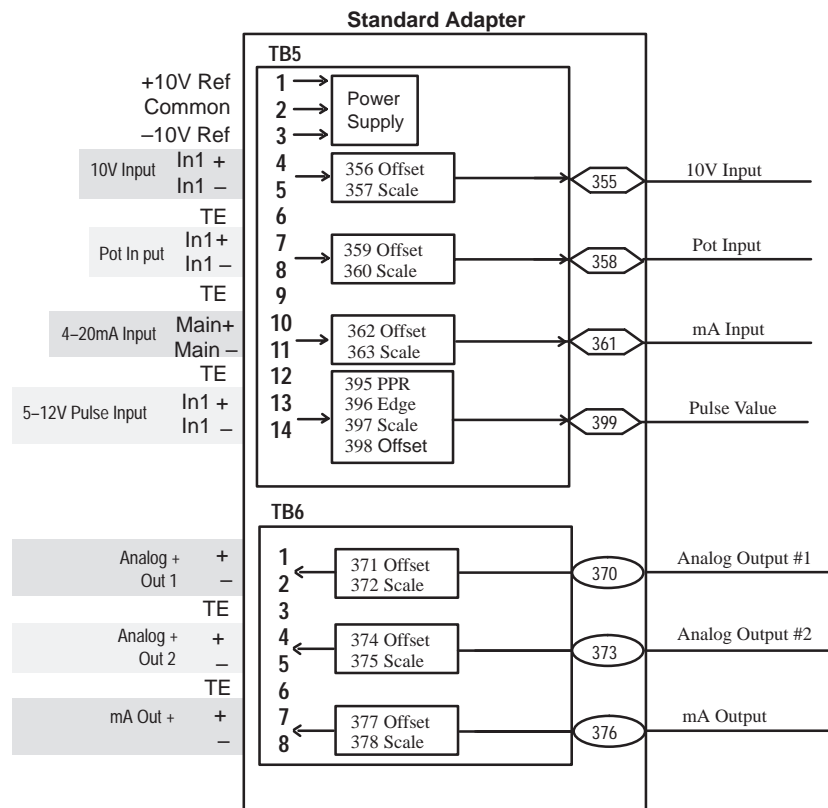 Standard Adapter
TB5
+10V Ref 1 Power Supply
Common 2
–10V Ref 3
10V Input In1 + 4 356 Offset 355 10V Input
In1 – 5 357 Scale
TE 6
Pot In put In1+ 7 359 Offset 358 Pot Input
In1 – 8 360 Scale
TE 9
4–20mA Input Main+ 10 362 Offset 361 mA Input
Main – 11 363 Scale
TE 12 395 PPR
5–12V Pulse Input In1 + 13 396 Edge 399 Pulse Value
In1 – 14 397 Scale
398 Offset
TB6
Analog + + 1 371 Offset 370 Analog Output #1
Out 1 – 2 372 Scale
TE 3
Analog + + 4 374 Offset 373 Analog Output #2
Out 2 – 5 375 Scale
TE 6
mA Out + + 7 377 Offset 376 mA Output
– 8 378 Scale